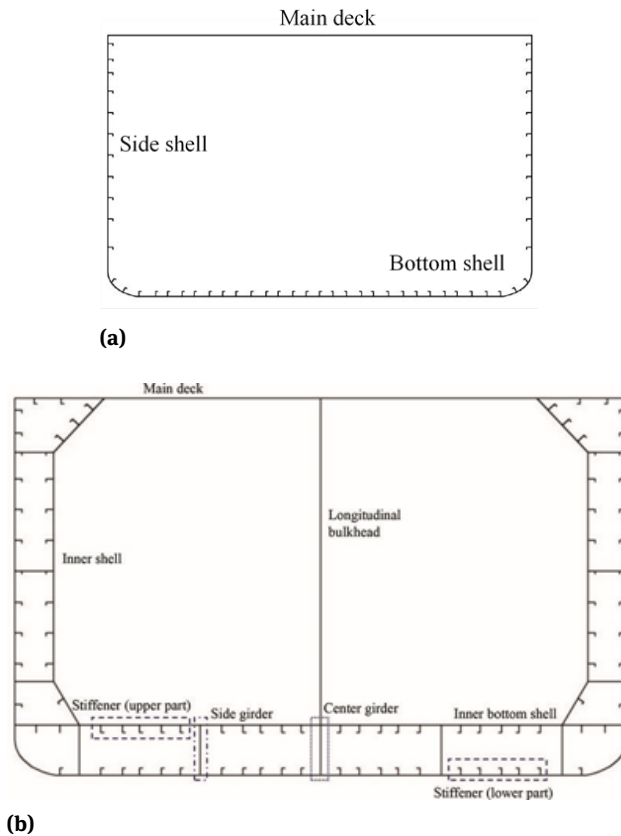 Main deck
Side shell
Bottom shell
(a)
Main deck
Longitudinal
bulkhead
Inner shell
Stiffener (upper part)
Side girder
Center girder
Inner bottom shell
Stiffener (lower part)
(b)